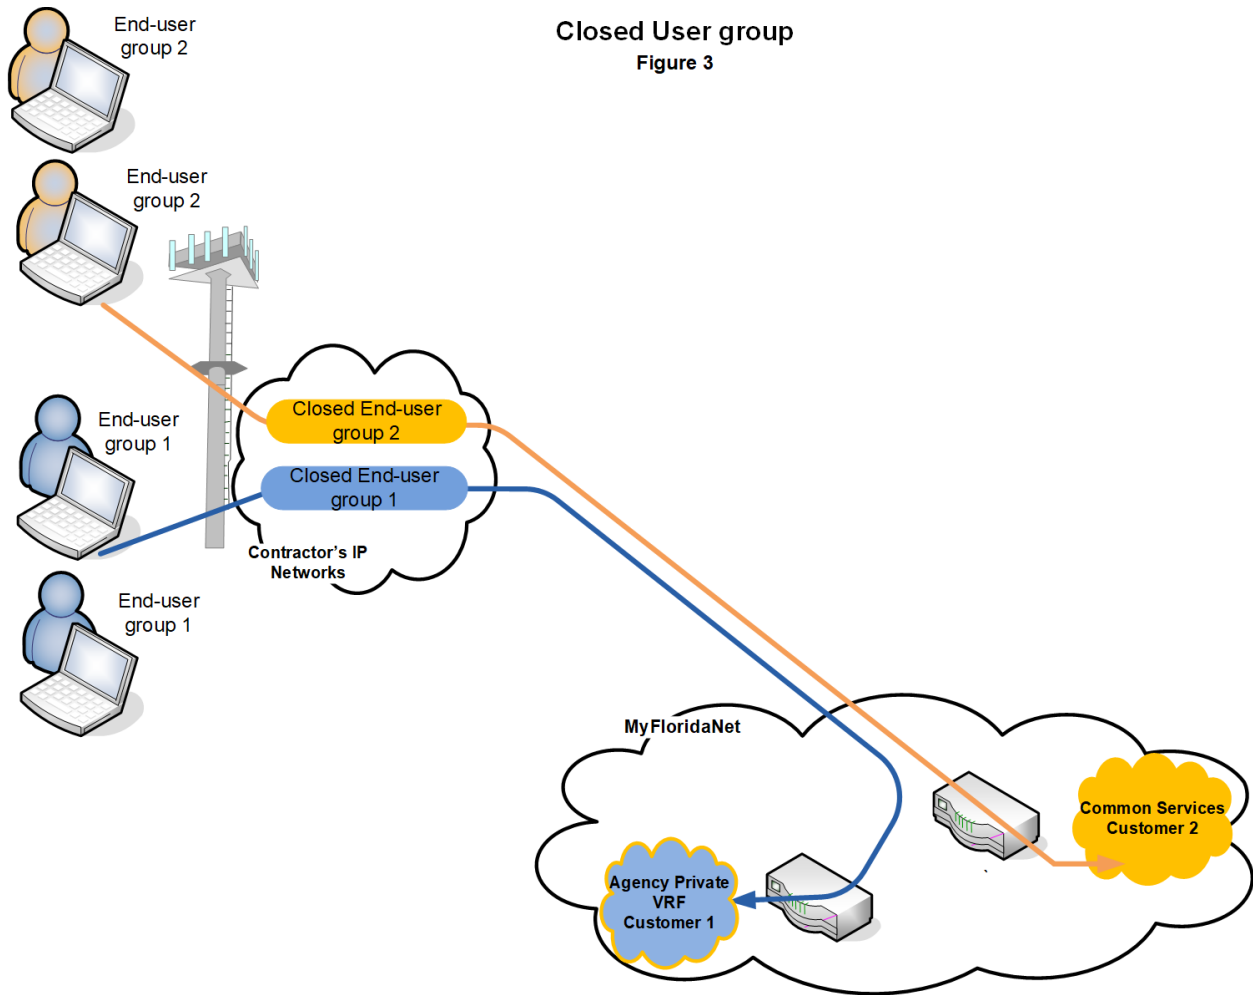 Closed User group
Figure 3
End-user
group 2
End-user
group 2
End-user
group 1
End-user
group 1
Closed End-user
group 2
Closed End-user
group 1
Contractor's IP
Networks
MyFloridaNet
Common Services
Customer 2
Agency Private
VRF
Customer 1